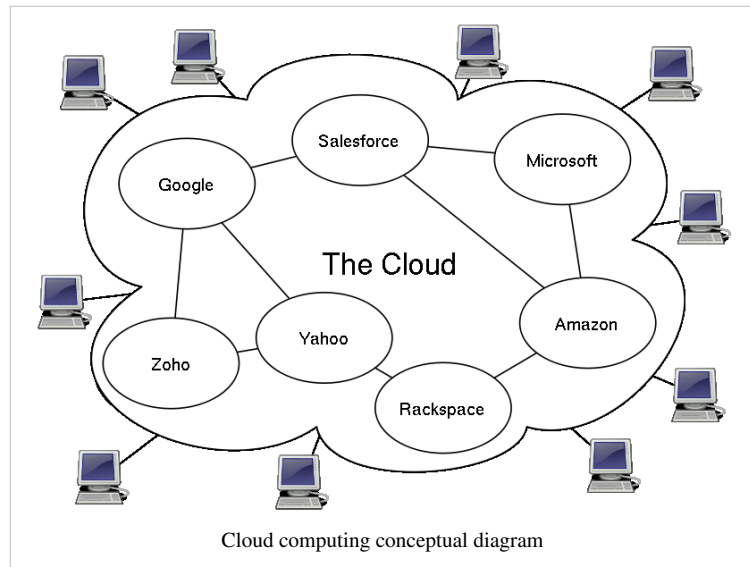 Salesforce
Microsoft
Google
The Cloud
Amazon
Yahoo
Zoho
Rackspace
Cloud computing conceptual diagram